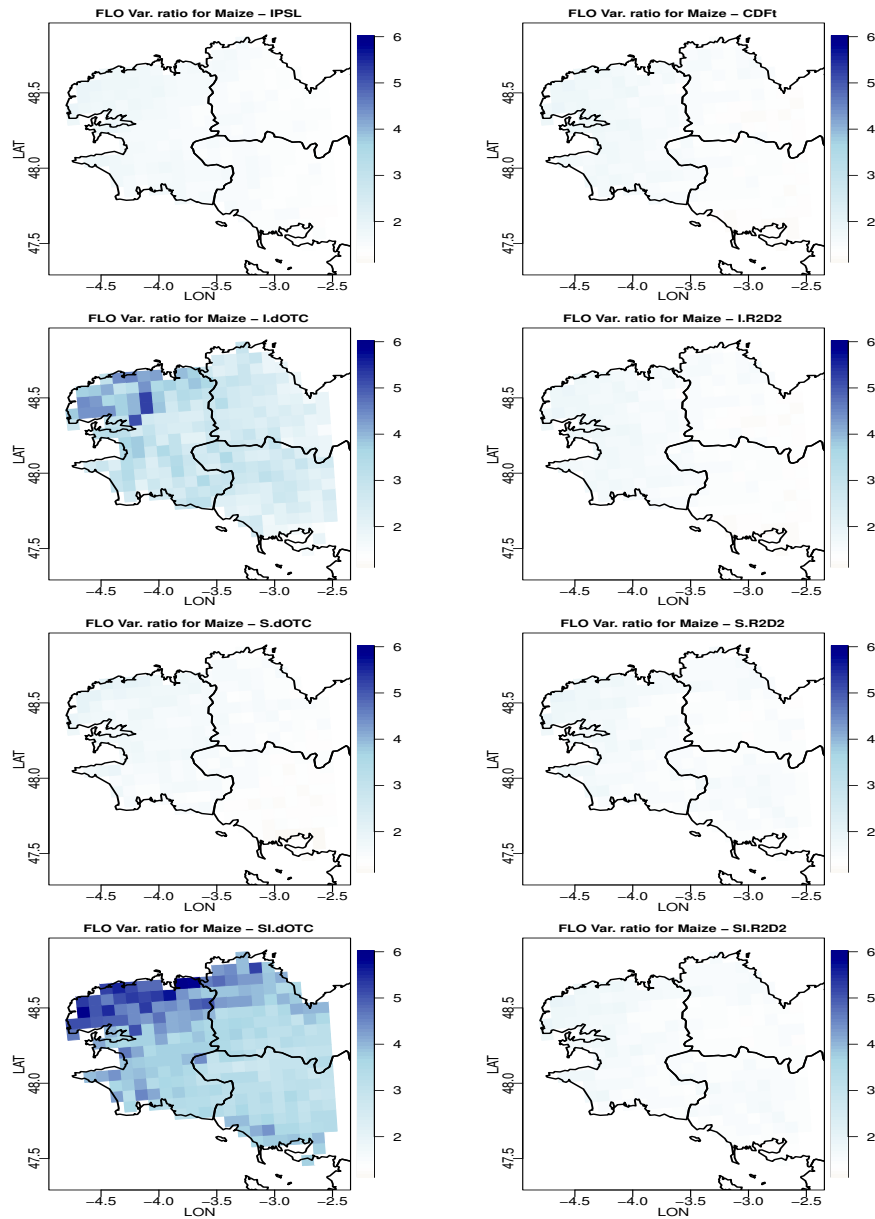 FLO Var. ratio for Maize − IPSL
6
5
4
3
2
48.5
48.0
47.5
LAT
−4.5 −4.0 −3.5 −3.0 −2.5
LON
FLO Var. ratio for Maize − CDFt
6
5
4
3
2
48.5
48.0
47.5
LAT
−4.5 −4.0 −3.5 −3.0 −2.5
LON
FLO Var. ratio for Maize − I.dOTC
6
5
4
3
2
48.5
48.0
47.5
LAT
−4.5 −4.0 −3.5 −3.0 −2.5
LON
FLO Var. ratio for Maize − I.R2D2
6
5
4
3
2
48.5
48.0
47.5
LAT
−4.5 −4.0 −3.5 −3.0 −2.5
LON
FLO Var. ratio for Maize − S.dOTC
6
5
4
3
2
48.5
48.0
47.5
LAT
−4.5 −4.0 −3.5 −3.0 −2.5
LON
FLO Var. ratio for Maize − S.R2D2
6
5
4
3
2
48.5
48.0
47.5
LAT
−4.5 −4.0 −3.5 −3.0 −2.5
LON
FLO Var. ratio for Maize − SI.dOTC
6
5
4
3
2
48.5
48.0
47.5
LAT
−4.5 −4.0 −3.5 −3.0 −2.5
LON
FLO Var. ratio for Maize − SI.R2D2
6
5
4
3
2
48.5
48.0
47.5
LAT
−4.5 −4.0 −3.5 −3.0 −2.5
LON